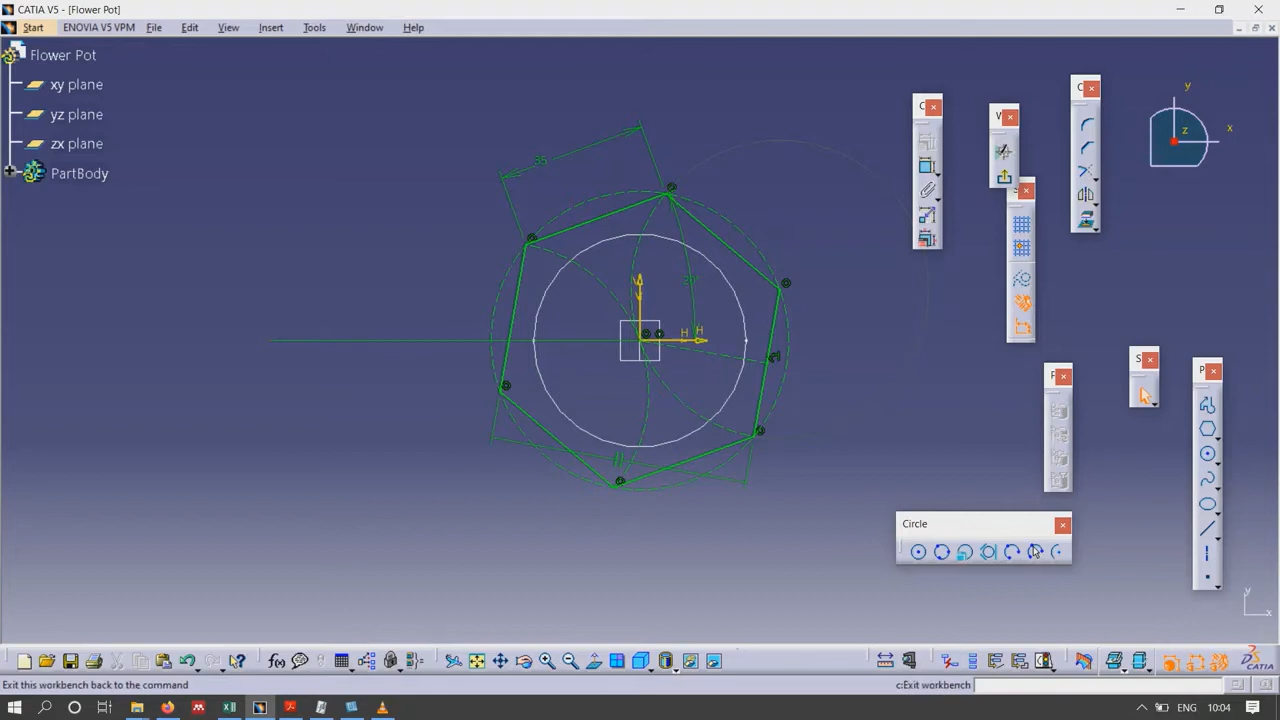 CATIA V5 - [Flower Pot]
Start ENOVIA V5 VPM File Edit View Insert Tools Window Help
Flower Pot
xy plane
yz plane
zx plane
PartBody
y
x
z
H H
Circle
y
x
Exit this workbench back to the command c:Exit workbench
ENG 10:04